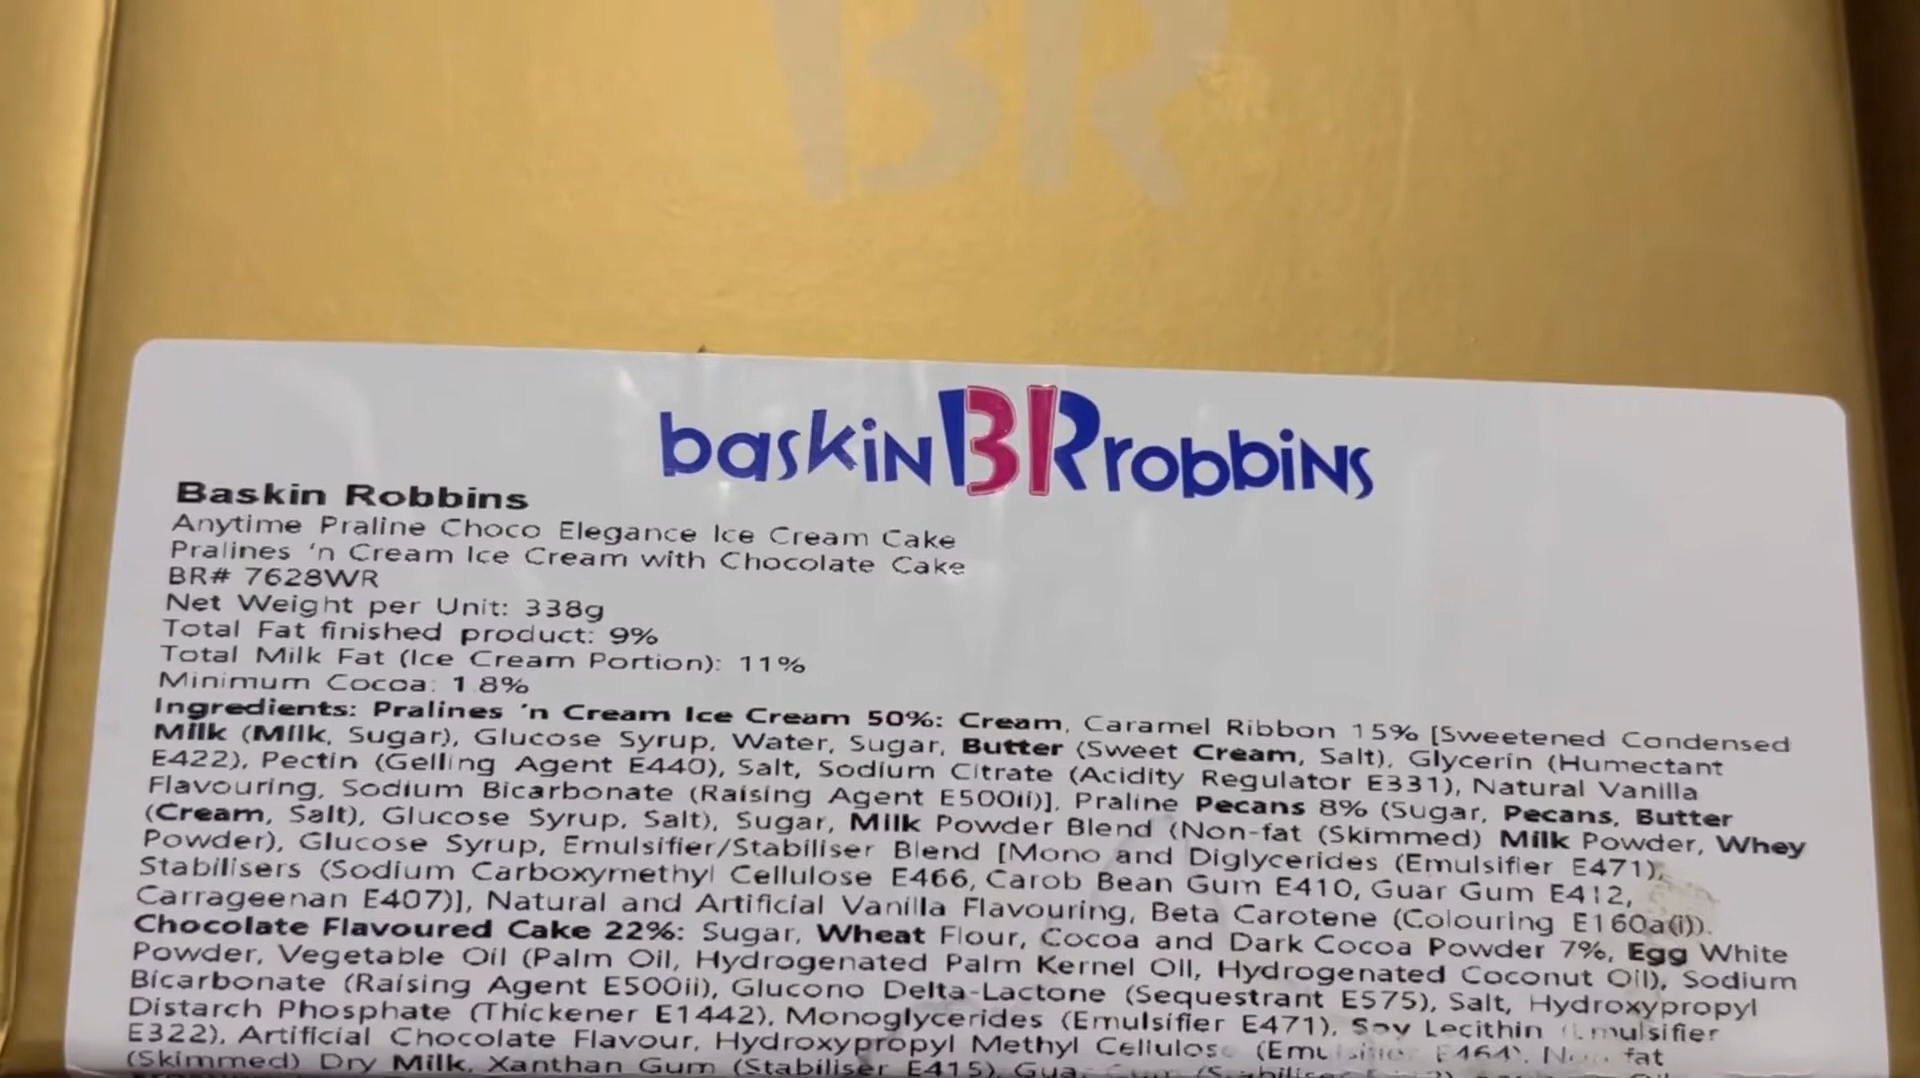 BR
baskin BR robbins
Baskin Robbins
Anytime Praline Choco Elegance Ice Cream Cake
Pralines 'n Cream Ice Cream with Chocolate Cake
BR# 7628WR
Net Weight per Unit: 338g
Total Fat finished product: 9%
Total Milk Fat (Ice Cream Portion): 11%
Minimum Cocoa: 1.8%
Ingredients: Pralines 'n Cream Ice Cream 50%: Cream, Caramel Ribbon 15% [Sweetened Condensed
Milk (Milk, Sugar), Glucose Syrup, Water, Sugar, Butter (Sweet Cream, Salt), Glycerin (Humectant
E422), Pectin (Gelling Agent E440), Salt, Sodium Citrate (Acidity Regulator E331), Natural Vanilla
Flavouring, Sodium Bicarbonate (Raising Agent E500ii)], Praline Pecans 8% (Sugar, Pecans, Butter
(Cream, Salt), Glucose Syrup, Salt), Sugar, Milk Powder Blend (Non-fat (Skimmed) Milk Powder, Whey
Powder), Glucose Syrup, Emulsifier/Stabiliser Blend [Mono and Diglycerides (Emulsifier E471),
Stabilisers (Sodium Carboxymethyl Cellulose E466, Carob Bean Gum E410, Guar Gum E412,
Carrageenan E407)], Natural and Artificial Vanilla Flavouring, Beta Carotene (Colouring E160a(i)).
Chocolate Flavoured Cake 22%: Sugar, Wheat Flour, Cocoa and Dark Cocoa Powder 7%, Egg White
Powder, Vegetable Oil (Palm Oil, Hydrogenated Palm Kernel Oil, Hydrogenated Coconut Oil), Sodium
Bicarbonate (Raising Agent E500ii), Glucono Delta-Lactone (Sequestrant E575), Salt, Hydroxypropyl
Distarch Phosphate (Thickener E1442), Monoglycerides (Emulsifier E471), Soy Lecithin (Emulsifier
E322), Artificial Chocolate Flavour, Hydroxypropyl Methyl Cellulose (Emulsifier E464), Non fat
(Skimmed) Dry Milk, Xanthan Gum (Stabiliser E415),